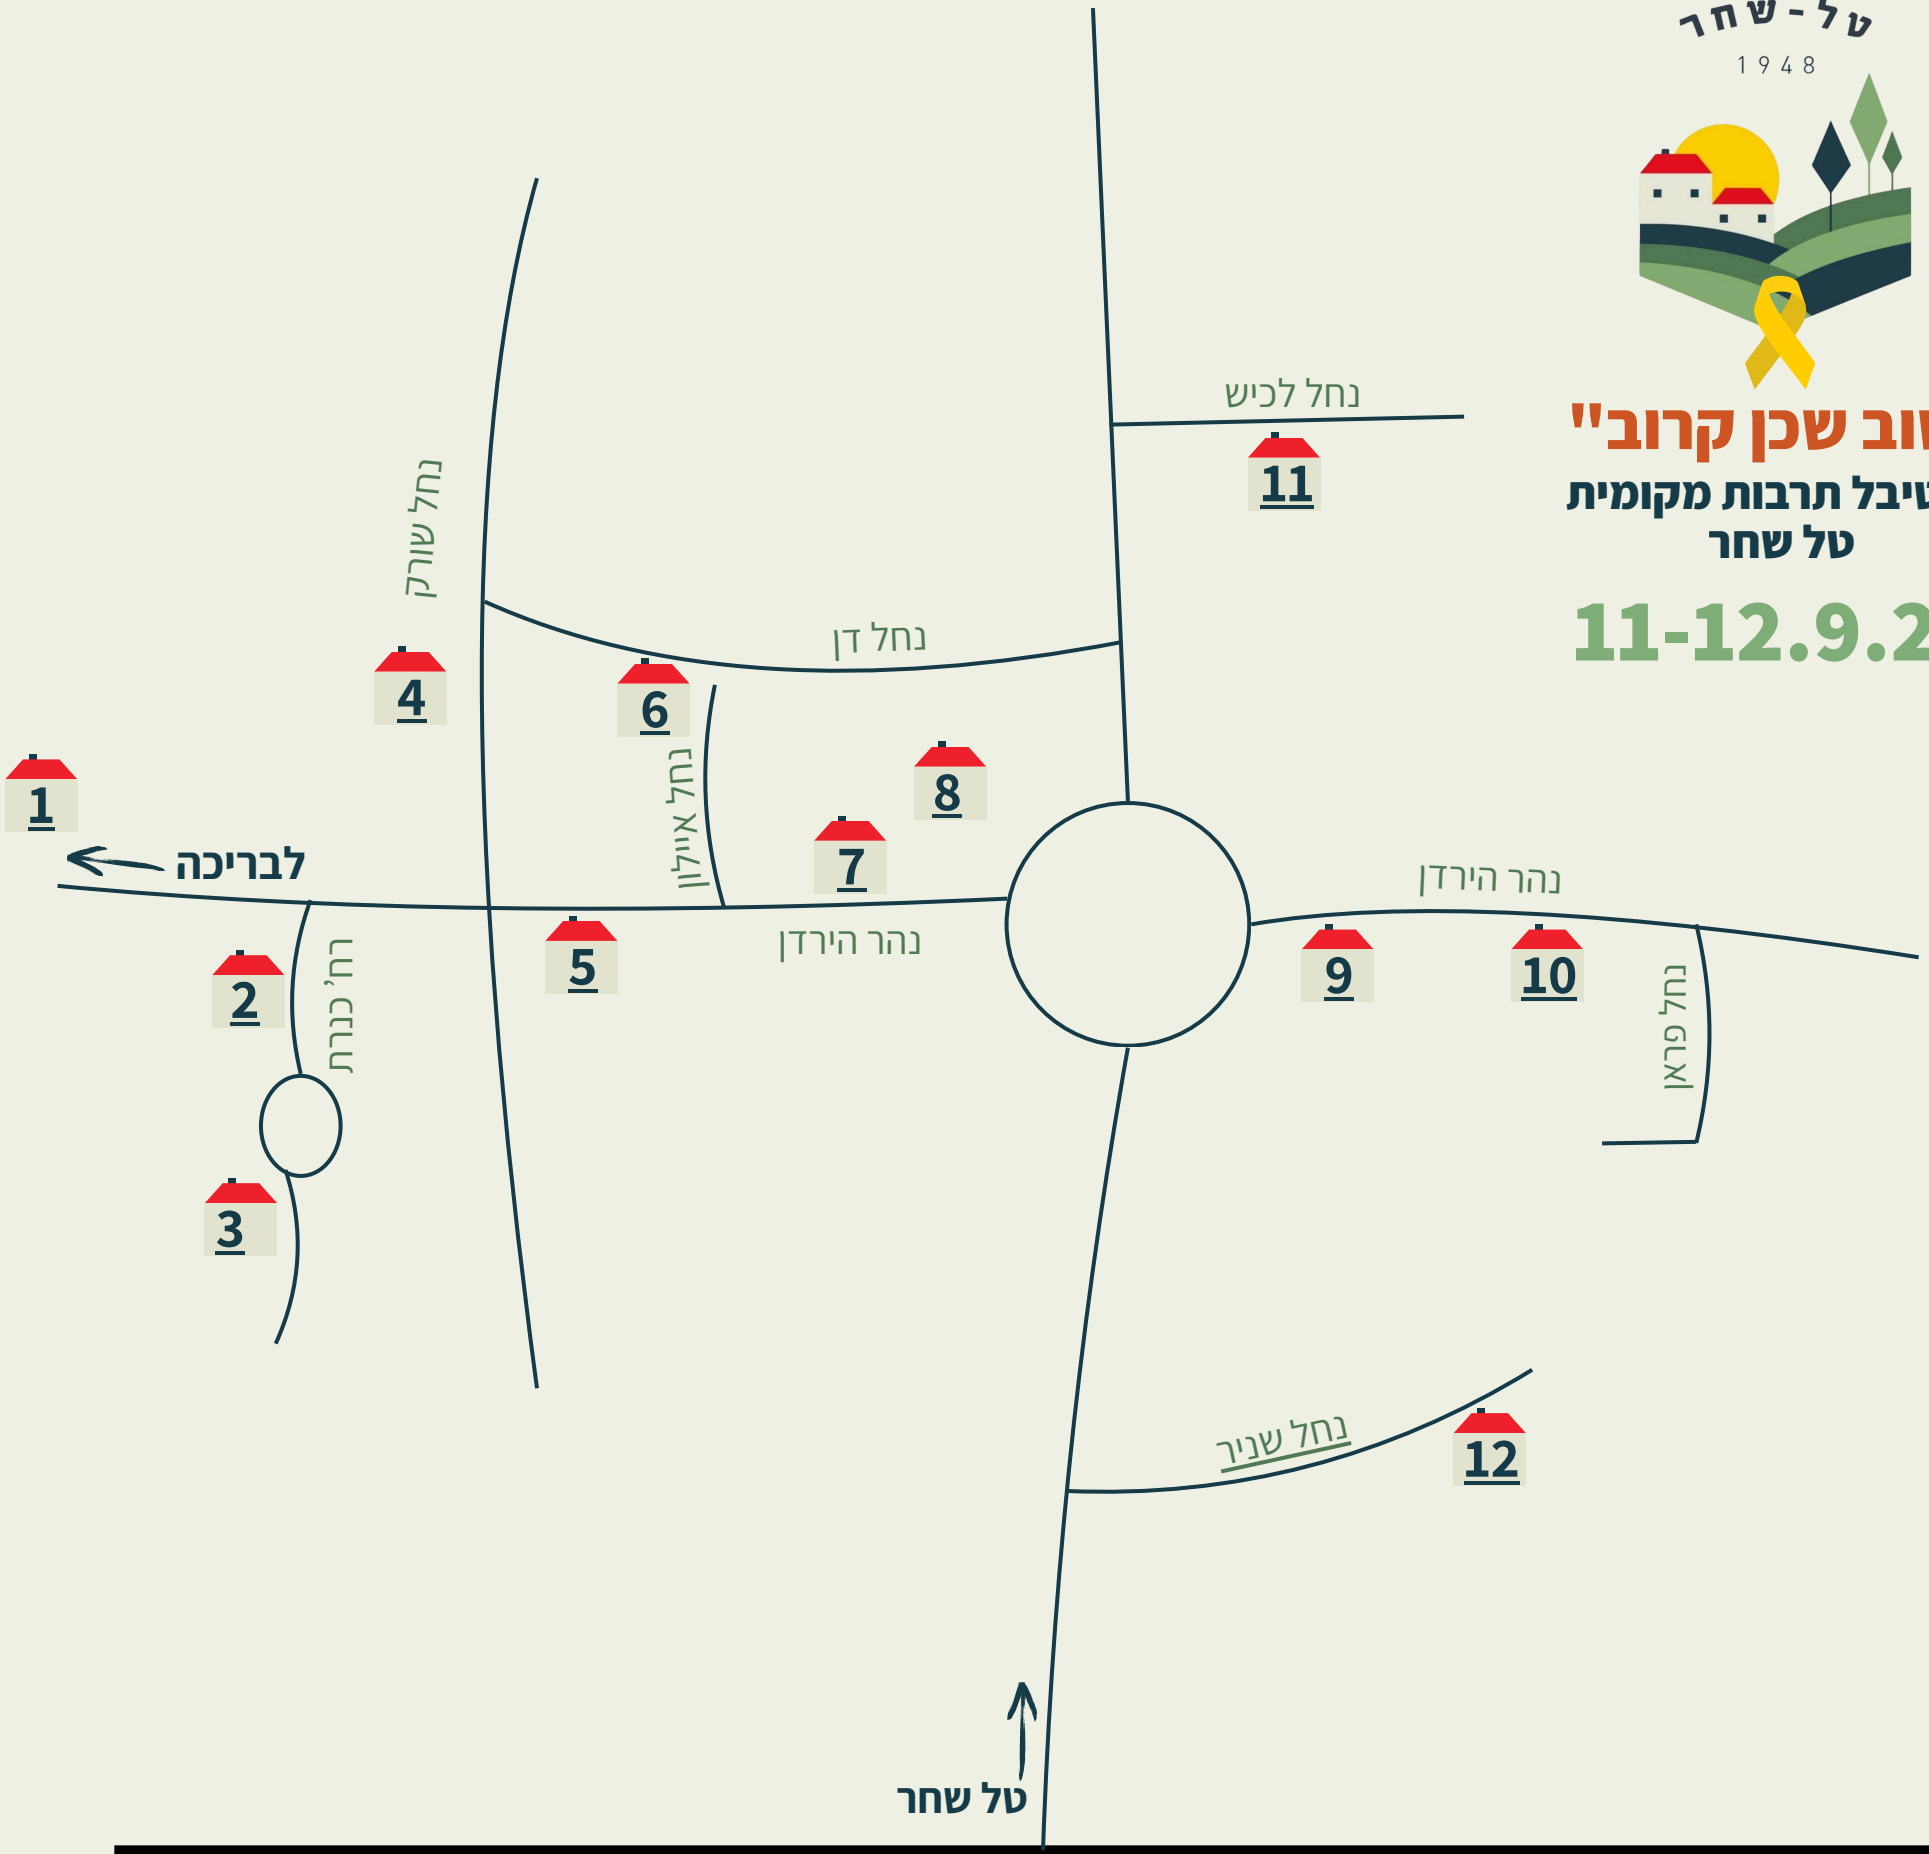 טל-שחר
1948
שוב שכן קרוב"
טיבל תרבות מקומית
טל שחר
11-12.9.2
נחל לכיש
11
נחל שורק
נחל דן
4
6
8
1
נחל איילון
7
לבריכה
נהר הירדן
נהר הירדן
5
9
10
2
רח' כנרת
נחל פראן
3
נחל שניר
12
טל שחר